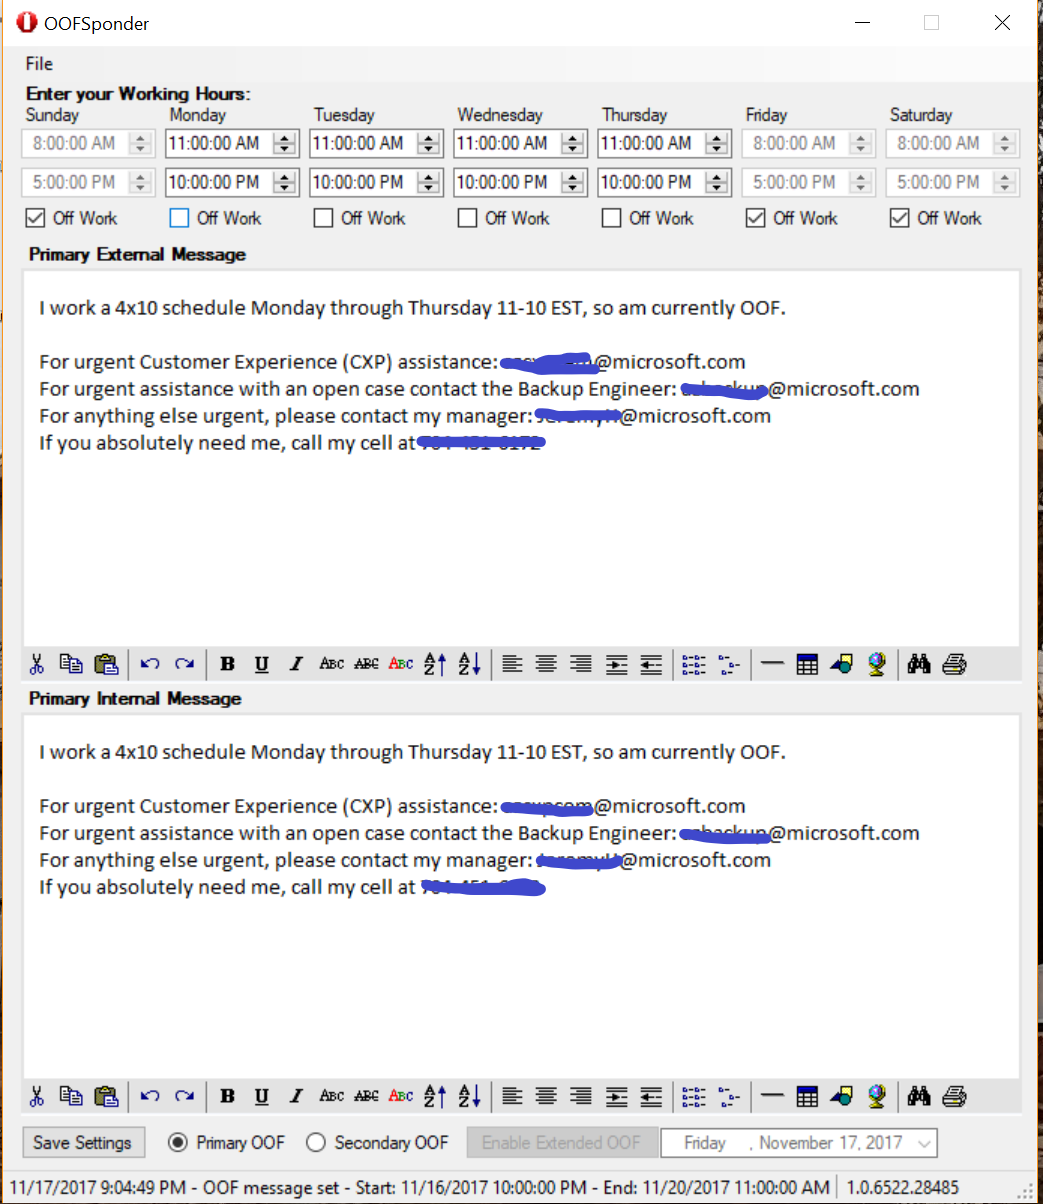 OOFSponder
File
Enter your Working Hours:
Sunday Monday Tuesday Wednesday Thursday Friday Saturday
8:00:00 AM 11:00:00 AM 11:00:00 AM 11:00:00 AM 11:00:00 AM 8:00:00 AM 8:00:00 AM
5:00:00 PM 10:00:00 PM 10:00:00 PM 10:00:00 PM 10:00:00 PM 5:00:00 PM 5:00:00 PM
Off Work Off Work Off Work Off Work Off Work Off Work Off Work
Primary External Message
I work a 4x10 schedule Monday through Thursday 11-10 EST, so am currently OOF.
For urgent Customer Experience (CXP) assistance: @microsoft.com
For urgent assistance with an open case contact the Backup Engineer: @microsoft.com
For anything else urgent, please contact my manager: @microsoft.com
If you absolutely need me, call my cell at
B U I ABC ABC ABC AZ AZ
Primary Internal Message
I work a 4x10 schedule Monday through Thursday 11-10 EST, so am currently OOF.
For urgent Customer Experience (CXP) assistance: @microsoft.com
For urgent assistance with an open case contact the Backup Engineer: @microsoft.com
For anything else urgent, please contact my manager: @microsoft.com
If you absolutely need me, call my cell at
B U I ABC ABC ABC AZ AZ
Save Settings Primary OOF Secondary OOF Enable Extended OOF Friday , November 17, 2017
11/17/2017 9:04:49 PM - OOF message set - Start: 11/16/2017 10:00:00 PM - End: 11/20/2017 11:00:00 AM 1.0.6522.28485